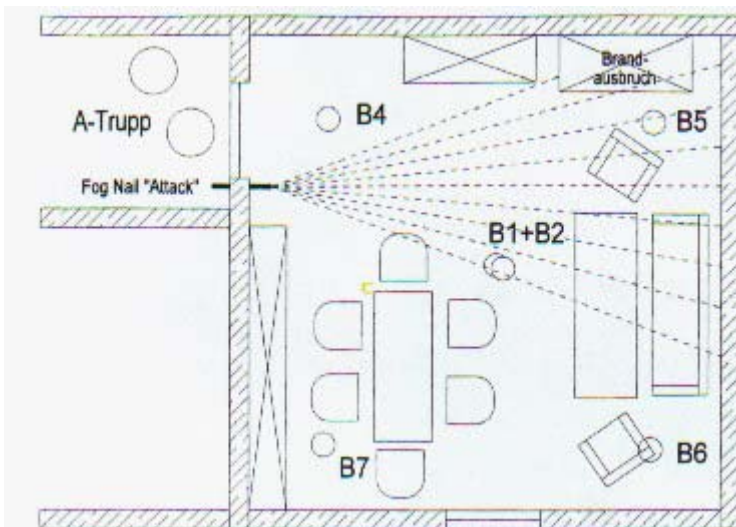 Brand-
ausbruch
B4
B5
A-Trupp
Fog Nail "Attack"
B1+B2
B7
B6